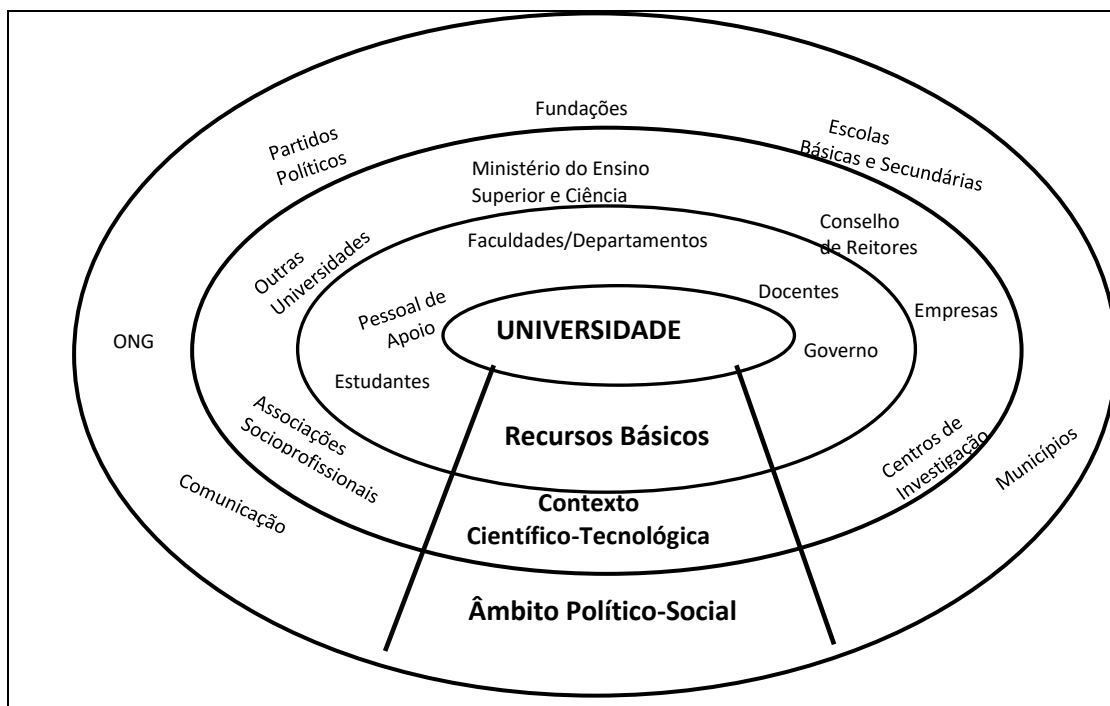 Fundações
Partidos
Políticos
Escolas
Básicas e Secundárias
Ministério do Ensino
Superior e Ciência
Conselho
de Reitores
Outras
Universidades
Faculdades/Departamentos
Docentes
Empresas
Pessoal de
Apoio
UNIVERSIDADE
ONG
Governo
Estudantes
Associações
Socioprofissionais
Recursos Básicos
Centros de
Investigação
Municípios
Comunicação
Contexto
Científico-Tecnológica
Âmbito Político-Social